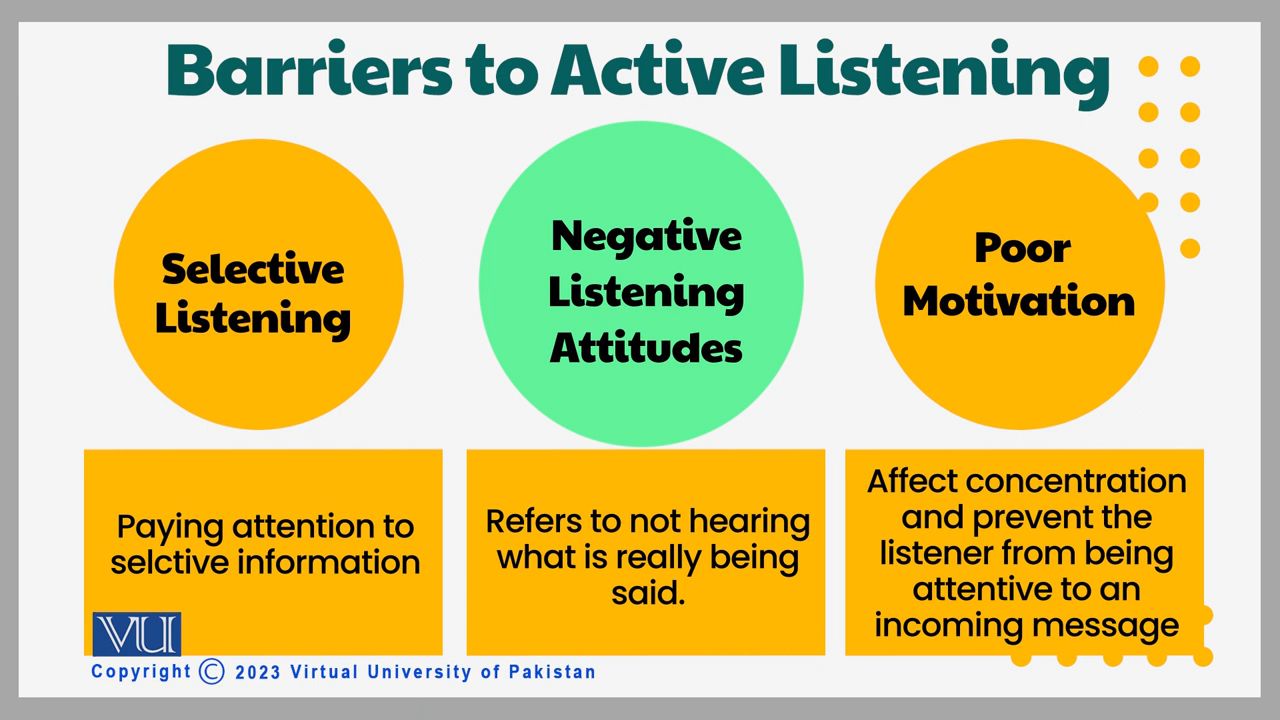 Barriers to Active Listening
Selective
Listening
Negative
Listening
Attitudes
Poor
Motivation
Paying attention to
selctive information
Refers to not hearing
what is really being
said.
Affect concentration
and prevent the
listener from being
attentive to an
incoming message
VU
Copyright © 2023 Virtual University of Pakistan